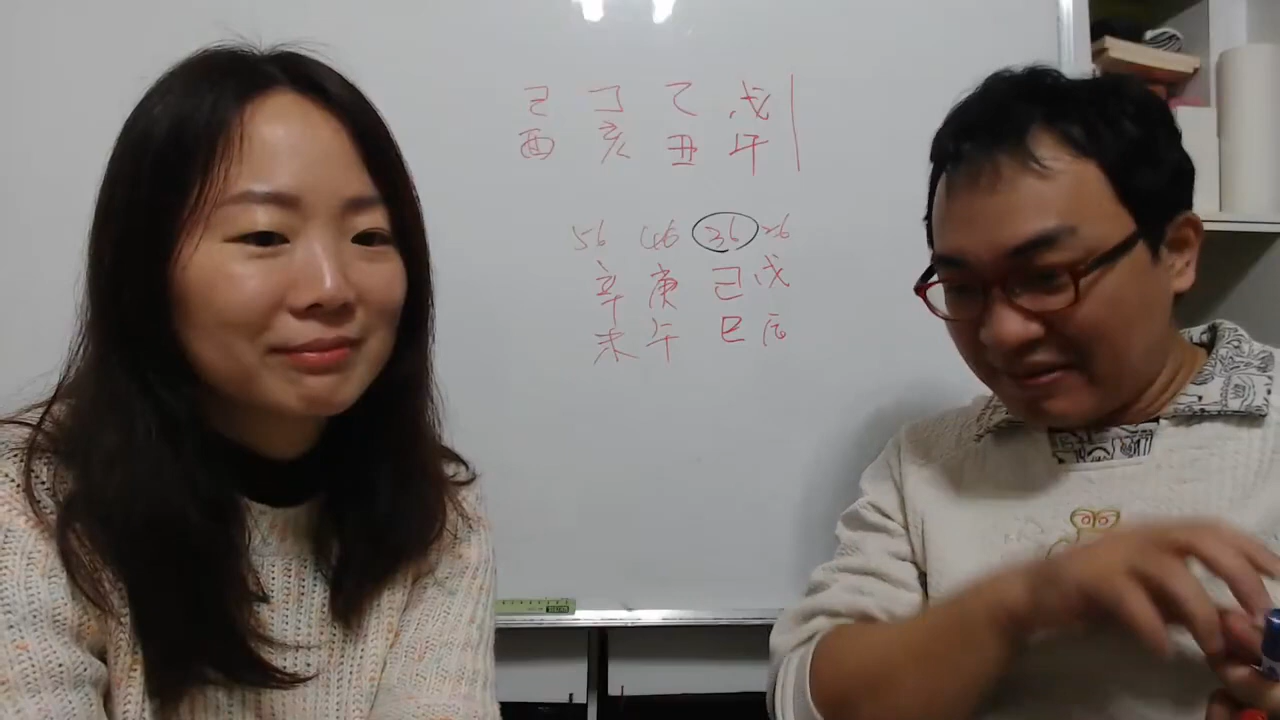 己 丁 乙 戊
酉 亥 丑 午
56 46 36 26
辛 庚 己 戊
未 午 巳 辰